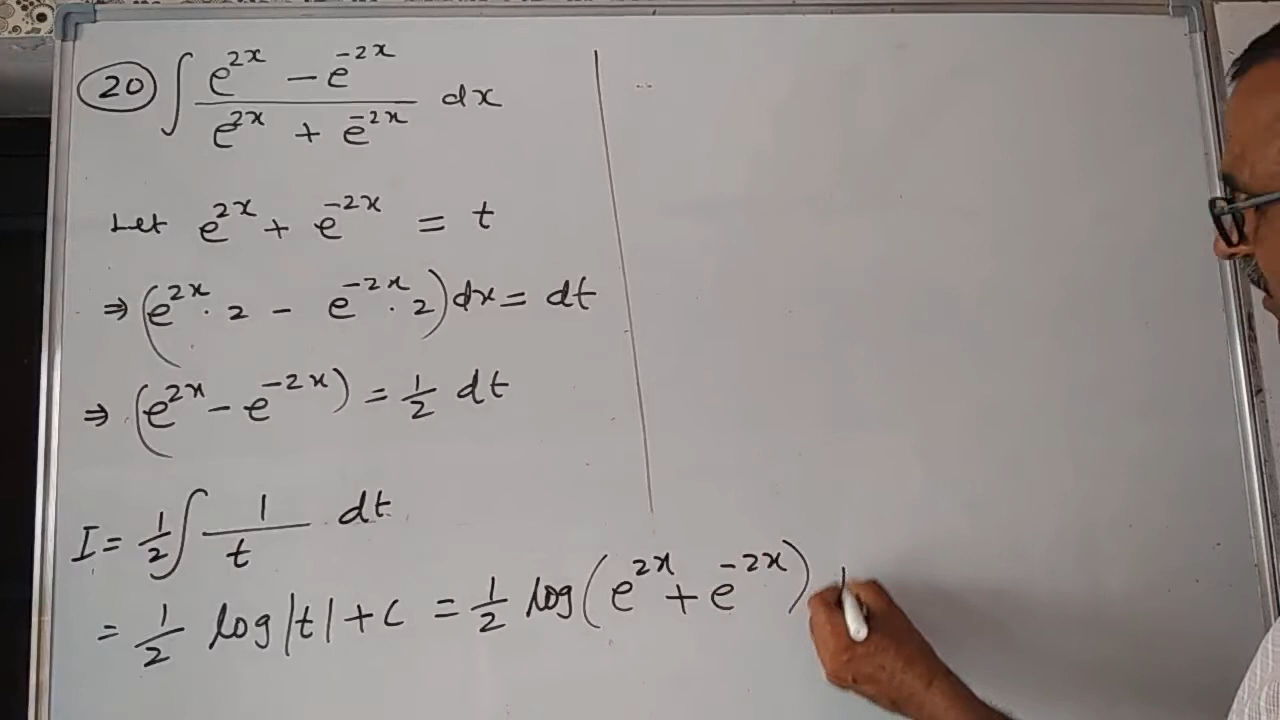 (20) ∫ (e^{2x} - e^{-2x}) / (e^{2x} + e^{-2x}) dx
Let e^{2x} + e^{-2x} = t
⇒ (e^{2x} · 2 - e^{-2x} · 2) dx = dt
⇒ (e^{2x} - e^{-2x}) = 1/2 dt
I = 1/2 ∫ 1/t dt
= 1/2 log|t| + c = 1/2 log(e^{2x} + e^{-2x})